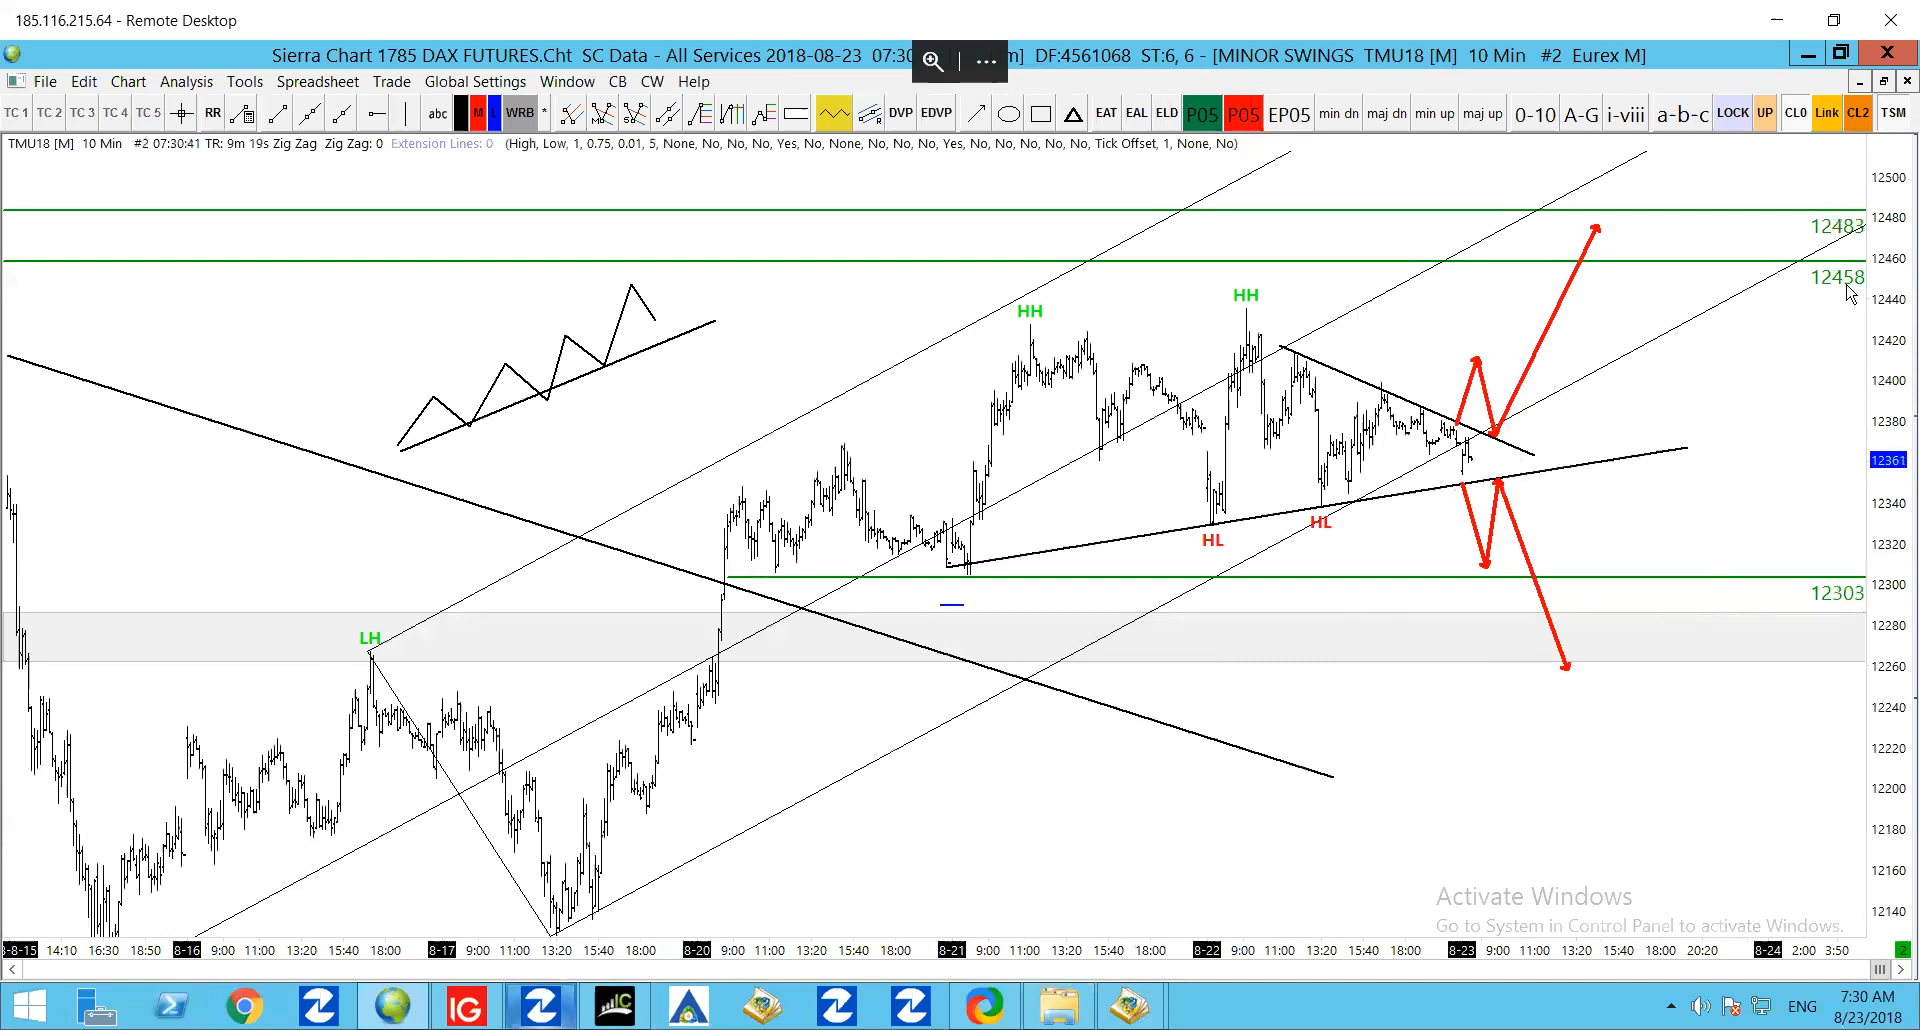 185.116.215.64 - Remote Desktop
Sierra Chart 1785 DAX FUTURES.Cht SC Data - All Services 2018-08-23 07:30 m] DF:4561068 ST:6, 6 - [MINOR SWINGS TMU18 [M] 10 Min #2 Eurex M]
File Edit Chart Analysis Tools Spreadsheet Trade Global Settings Window CB CW Help
TC 1 TC 2 TC 3 TC 4 TC 5 RR abc M L WRB * DVP EDVP EAT EAL ELD P05 P05 EP05 min dn maj dn min up maj up 0-10 A-G i-viii a-b-c LOCK UP CLO Link CL2 TSM
TMU18 [M] 10 Min #2 07:30:41 TR: 9m 19s Zig Zag Zig Zag: 0 Extension Lines: 0 (High, Low, 1, 0.75, 0.01, 5, None, No, No, No, Yes, No, None, No, No, No, Yes, No, No, No, No, No, Tick Offset, 1, None, No)
12500
12480
12483
12460
12458
12440
HH
HH
12420
12400
12380
12361
12340
HL
HL
12320
12300
12303
12280
LH
12260
12240
12220
12200
12180
12160
12140
Activate Windows
Go to System in Control Panel to activate Windows.
8-15 14:10 16:30 18:50 8-16 9:00 11:00 13:20 15:40 18:00 8-17 9:00 11:00 13:20 15:40 18:00 8-20 9:00 11:00 13:20 15:40 18:00 8-21 9:00 11:00 13:20 15:40 18:00 8-22 9:00 11:00 13:20 15:40 18:00 8-23 9:00 11:00 13:20 15:40 18:00 20:20 8-24 2:00 3:50 2
IG IC ENG 7:30 AM
8/23/2018